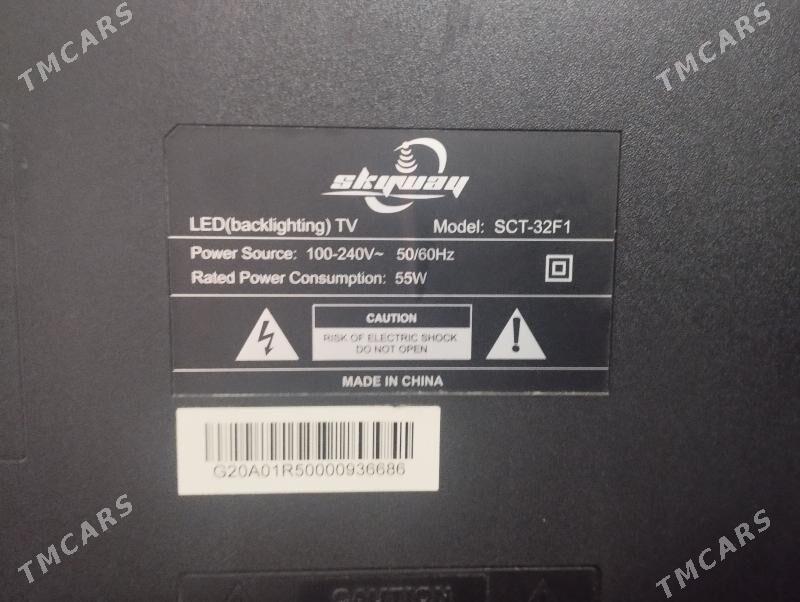 TMCARS
TMCARS
skyway
LED(backlighting) TV Model: SCT-32F1
Power Source: 100-240V~ 50/60Hz
Rated Power Consumption: 55W
CAUTION
RISK OF ELECTRIC SHOCK
DO NOT OPEN
MADE IN CHINA
G20A01R50000936686
TMCARS
TMCARS
CAUTION